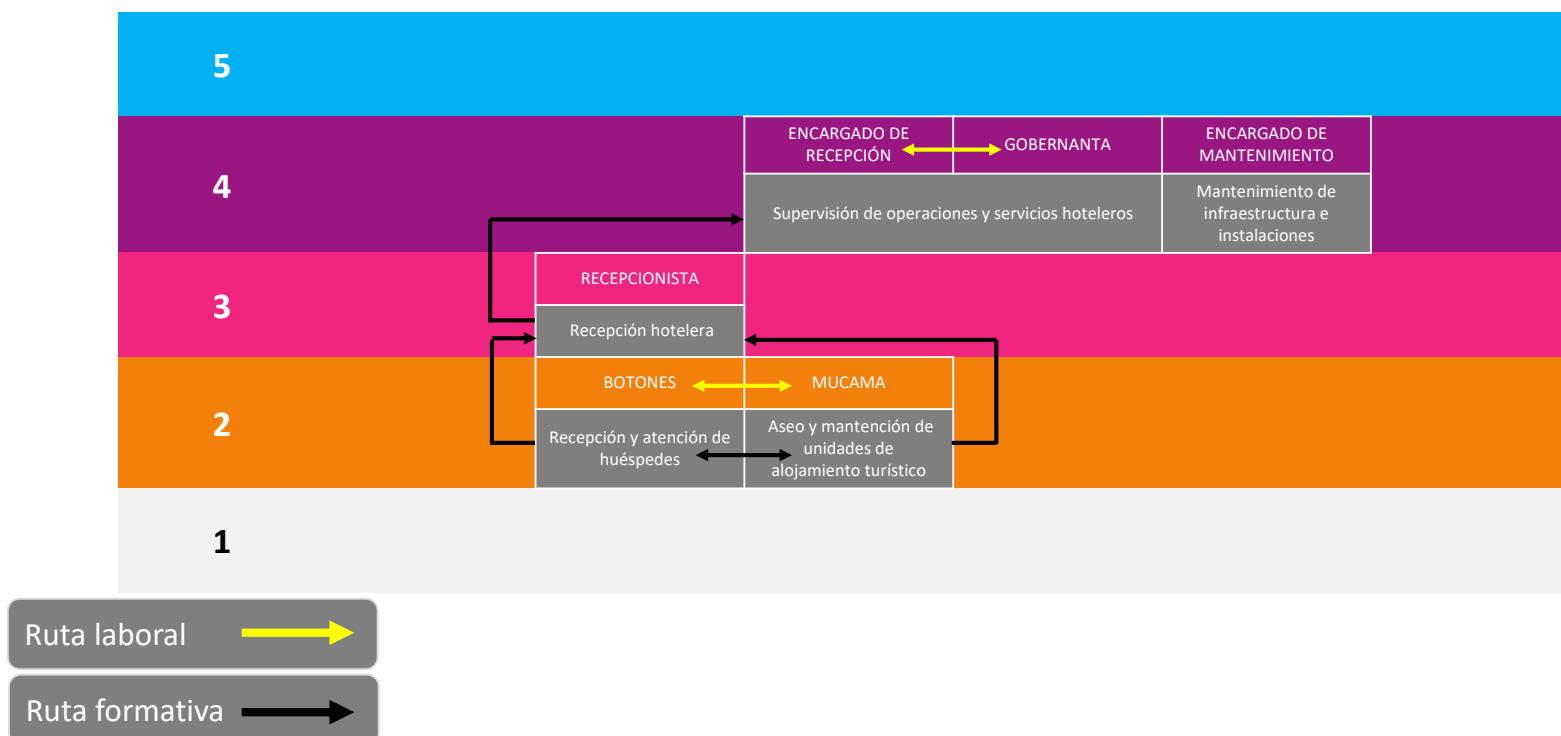 5
4
ENCARGADO DE
RECEPCIÓN
GOBERNANTA
ENCARGADO DE
MANTENIMIENTO
Supervisión de operaciones y servicios hoteleros
Mantenimiento de
infraestructura e
instalaciones
3
RECEPCIONISTA
Recepción hotelera
2
BOTONES
MUCAMA
Recepción y atención de
huéspedes
Aseo y mantención de
unidades de
alojamiento turístico
1
Ruta laboral
Ruta formativa